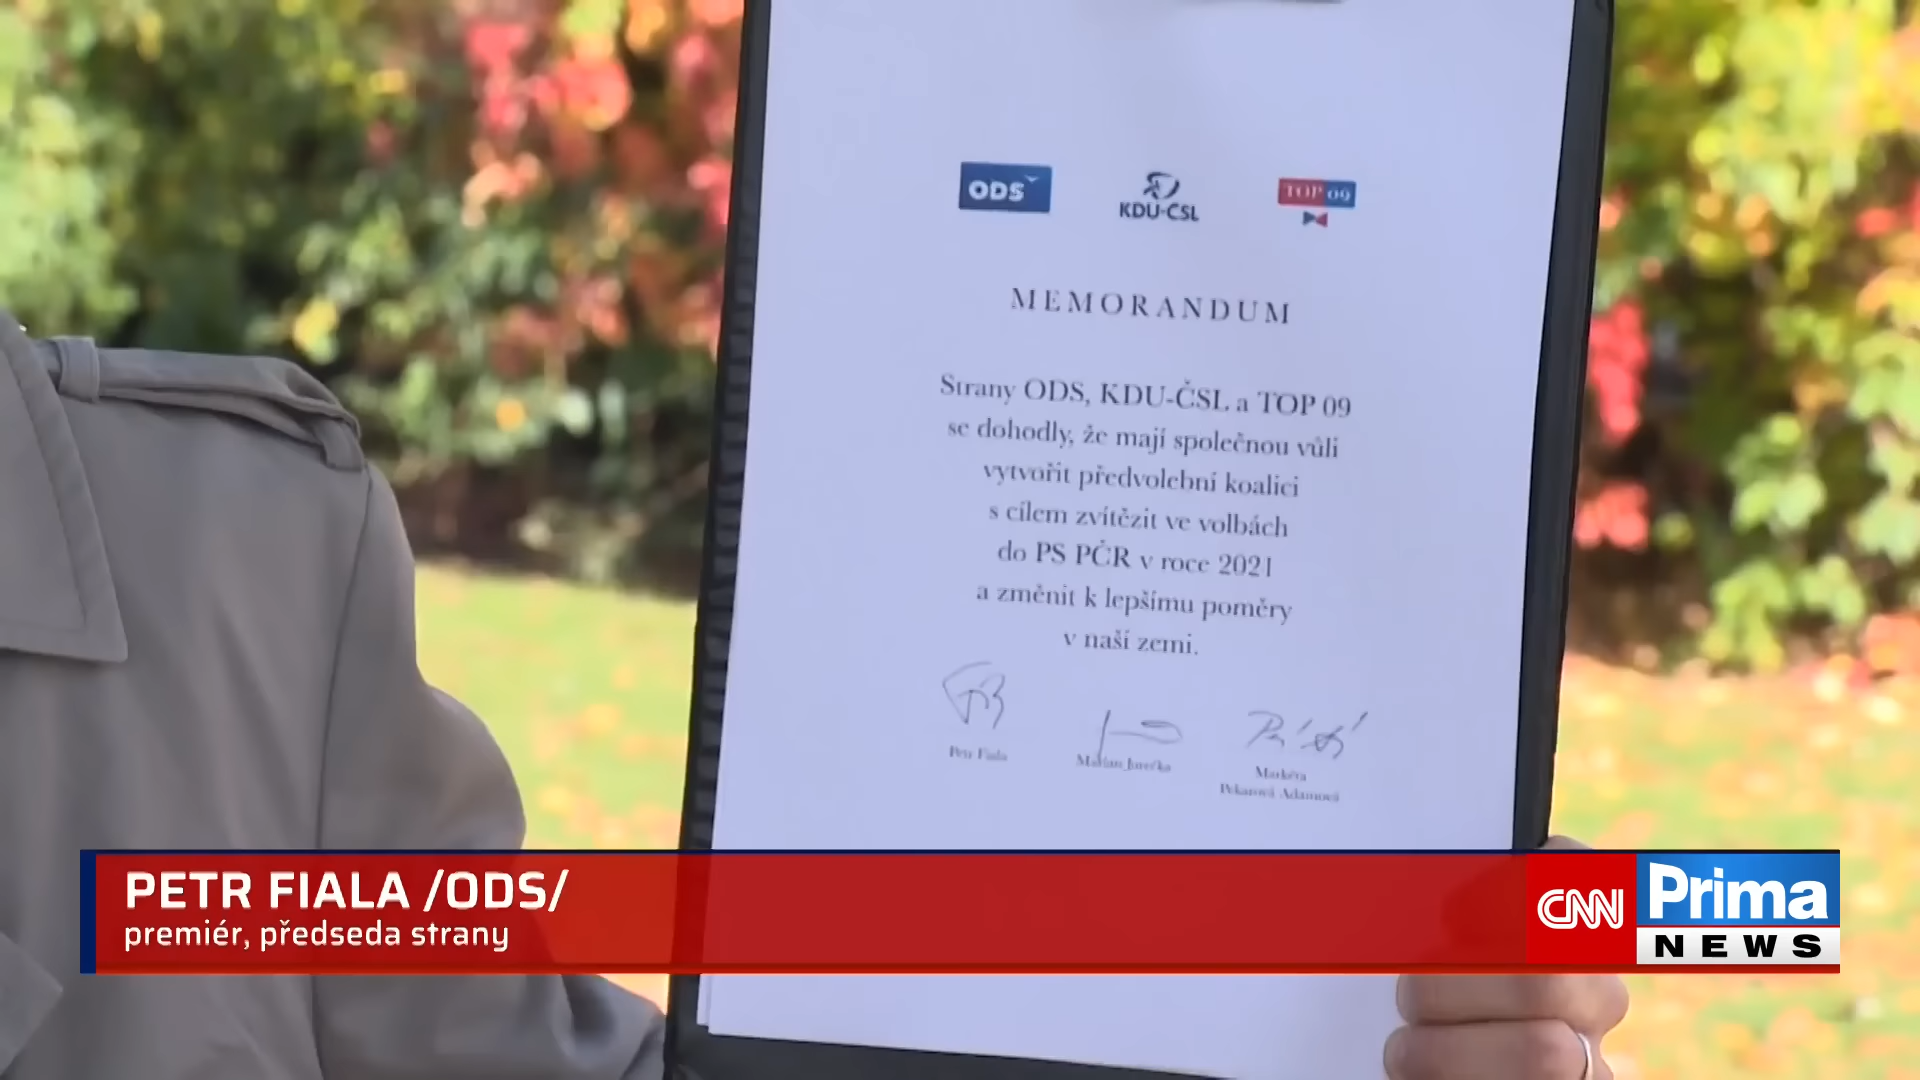 ODS
KDU-ČSL
TOP 09
MEMORANDUM
Strany ODS, KDU-ČSL a TOP 09
se dohodly, že mají společnou vůli
vytvořit předvolební koalici
s cílem zvítězit ve volbách
do PS PČR v roce 2021
a změnit k lepšímu poměry
v naší zemi.
Petr Fiala
Marian Jurečka
Markéta
Pekarová Adamová
PETR FIALA /ODS/
premiér, předseda strany
CNN Prima
NEWS